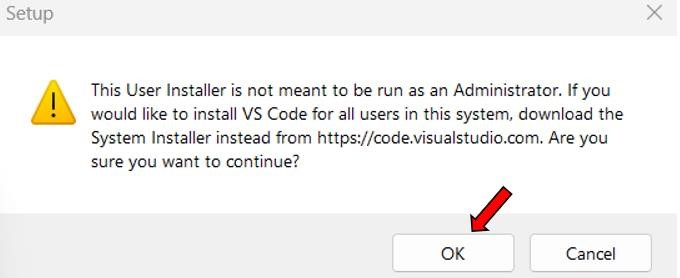 Setup
This User Installer is not meant to be run as an Administrator. If you
would like to install VS Code for all users in this system, download the
System Installer instead from https://code.visualstudio.com. Are you
sure you want to continue?
OK
Cancel